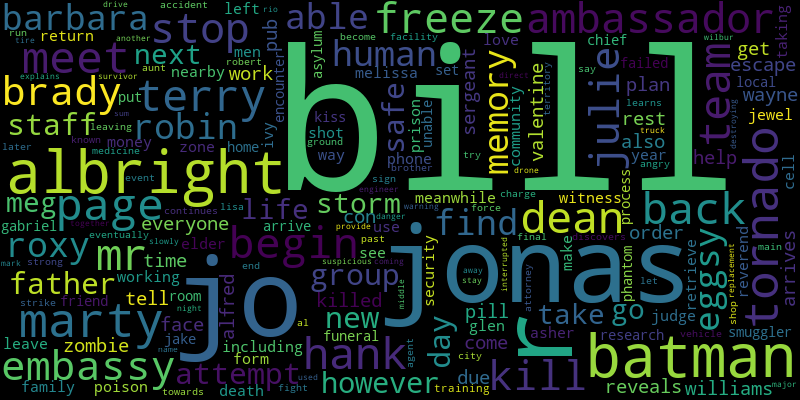 barbara
stop
able
freeze
ambassador
drive
accident
rio
run
tire
return
left
another
pub
men
aunt
robert
become
facility
love
chief
taking
wilbur
meet
next
nearby
work
encounter
asylum
human
melissa
set
say
failed
get
escape
explains
survivor
direct
bill
brady
put
terry
safe
sergeant
memory
valentine
community
territory
julie
plan
team
local
wayne
staff
leaving
robin
ivy
kiss
shot
ground
way
prison
unable
learns
rest
angry
truck
destroying
jewel
sum
known
money
zone
home
phone
brother
try
also
year
help
cell
later
medicine
albright
event
lisa
sign
engineer
meanwhile
warning
force
charge
drone
witness
process
tornado
meg
page
life
storm
con
danger
dean
back
gabriel
continues
everyone
together
elder
arrive
provide
use
find
final
interrupted
discovers
order
phantom
retrieve
reverend
main
roxy
mr
time
eventually
slowly
begin
past
see
security
make
eggsy
arrives
mark
strong
suspicious
coming
jo
jonas
r
away
stay
let
shop
replacement
father
working
end
group
middle
attorney
friend
tell
room
night
alfred
killed
new
pill
take
go
judge
smuggler
strike
marty
face
al
hank
day
glen
asher
research
vehicle
leave
zombie
jake
including
funeral
agent
come
batman
embassy
name
attempt
form
however
due
city
kill
reveals
williams
family
poison
towards
death
fight
used
training
major